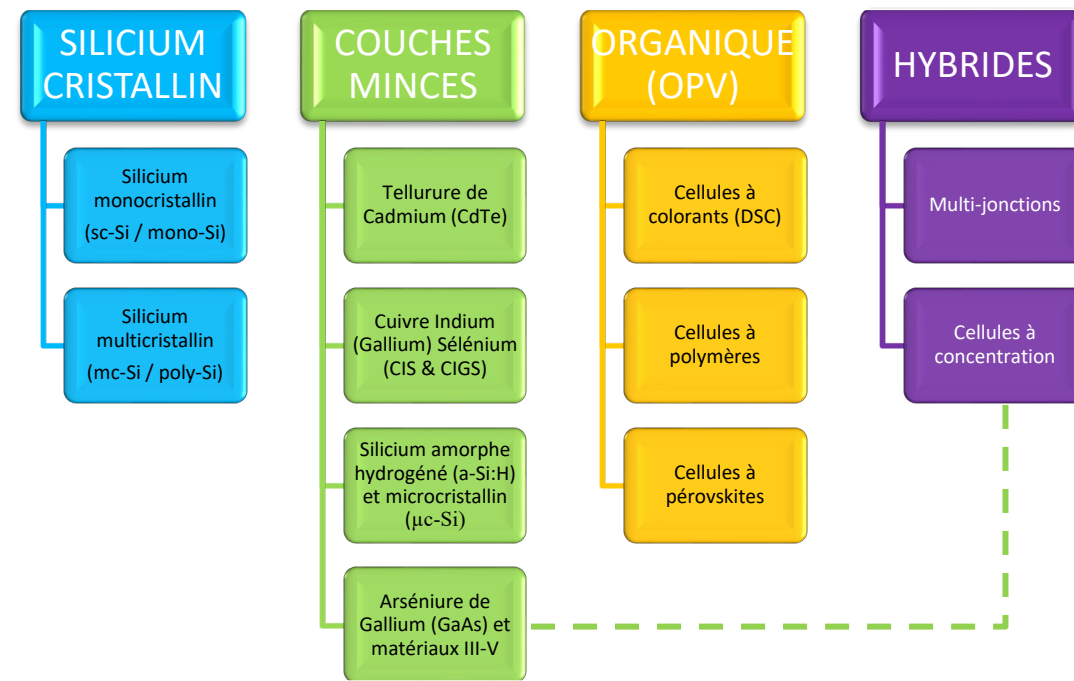 SILICIUM
CRISTALLIN
Silicium
monocristallin
(sc-Si / mono-Si)
Silicium
multicristallin
(mc-Si / poly-Si)
COUCHES
MINCES
Tellurure de
Cadmium (CdTe)
Cuivre Indium
(Gallium) Sélénium
(CIS & CIGS)
Silicium amorphe
hydrogéné (a-Si:H)
et microcristallin
(µc-Si)
Arséniure de
Gallium (GaAs) et
matériaux III-V
ORGANIQUE
(OPV)
Cellules à
colorants (DSC)
Cellules à
polymères
Cellules à
pérovskites
HYBRIDES
Multi-jonctions
Cellules à
concentration